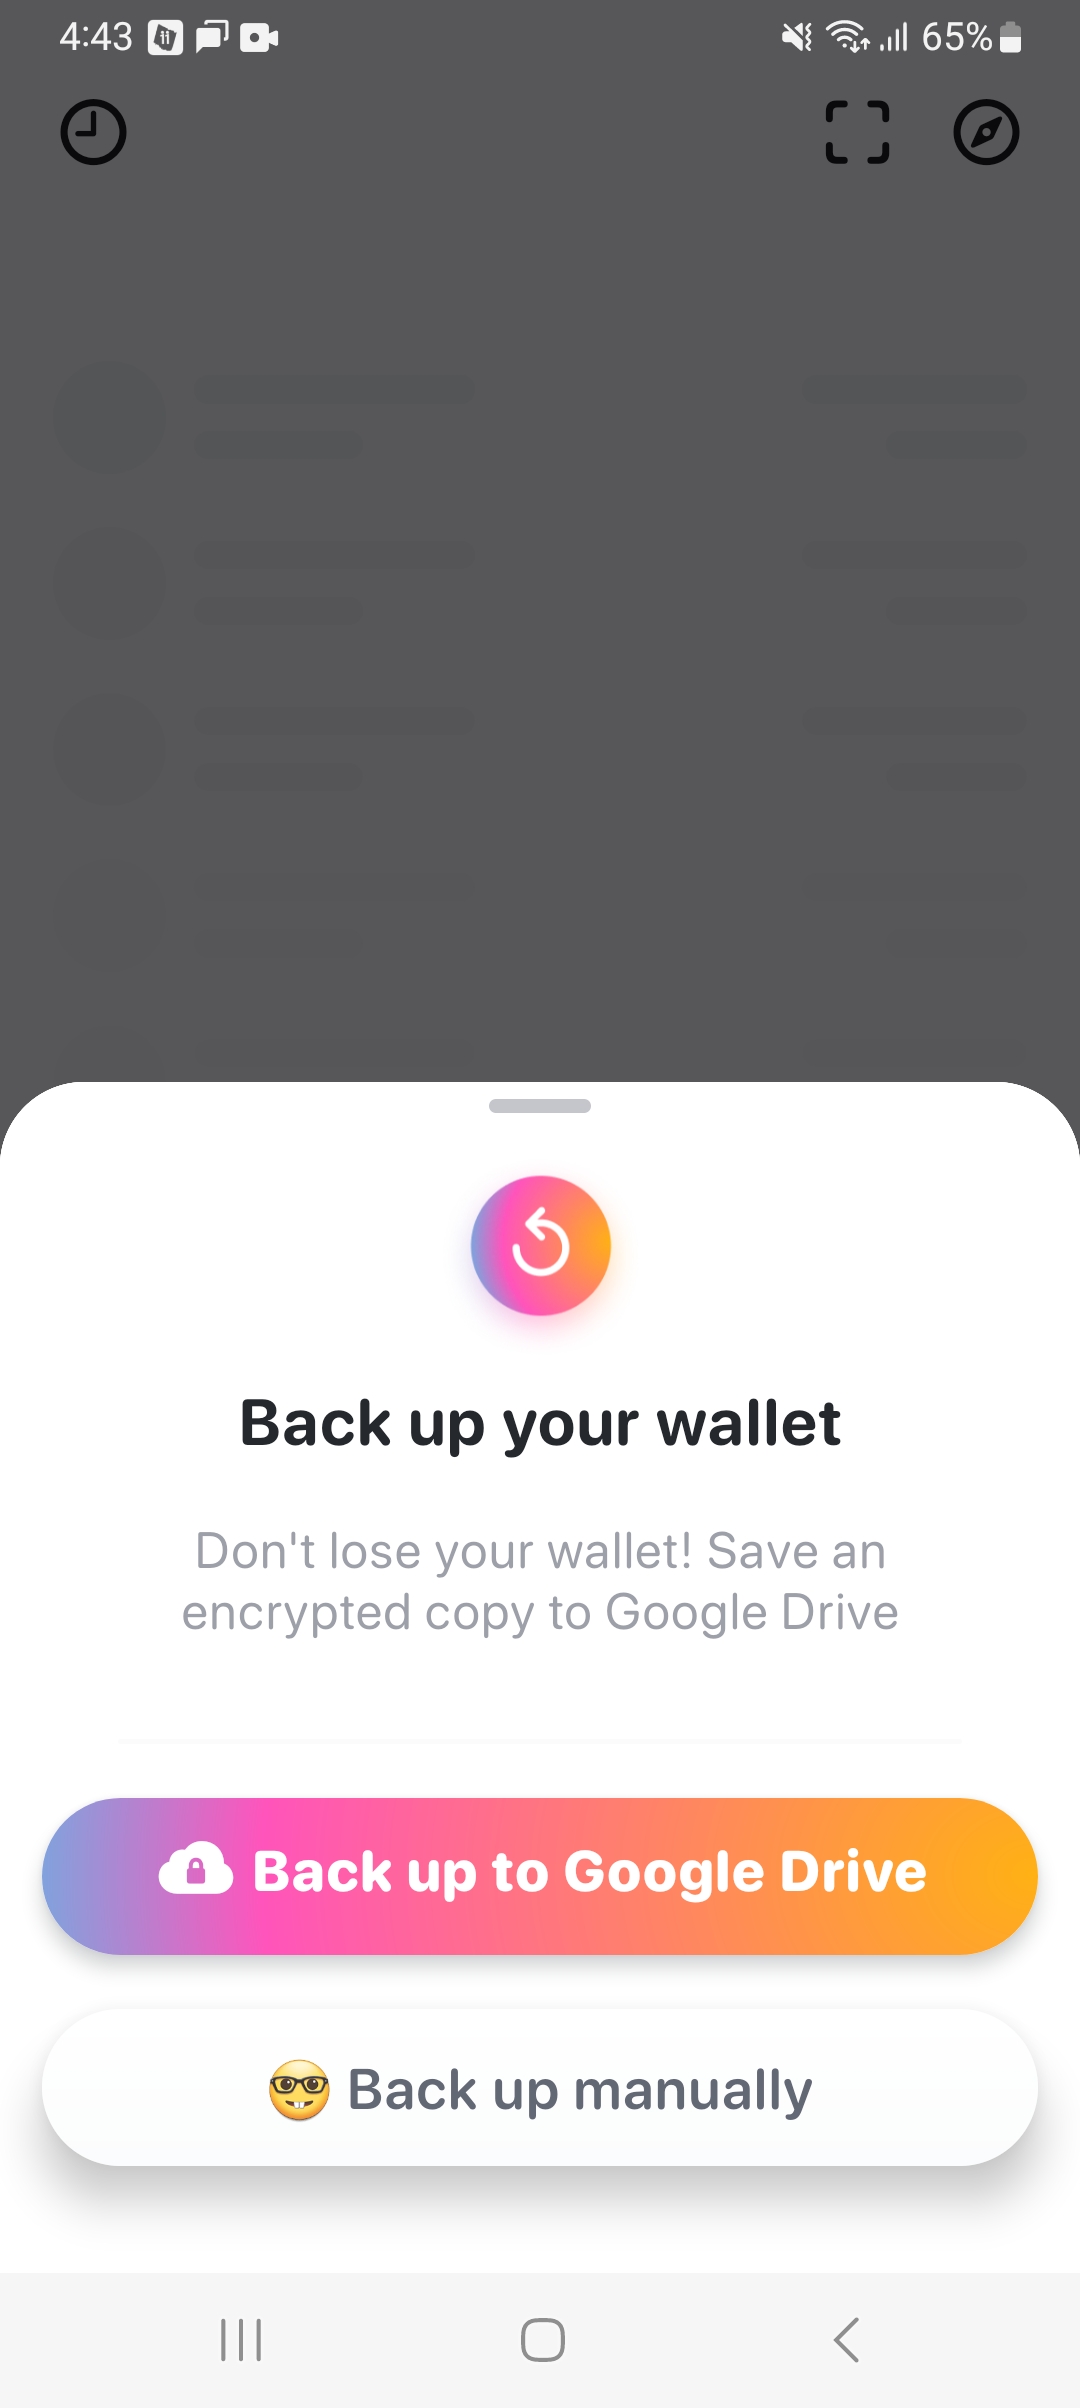 4:43
65%
Back up your wallet
Don't lose your wallet! Save an
encrypted copy to Google Drive
Back up to Google Drive
🤓 Back up manually